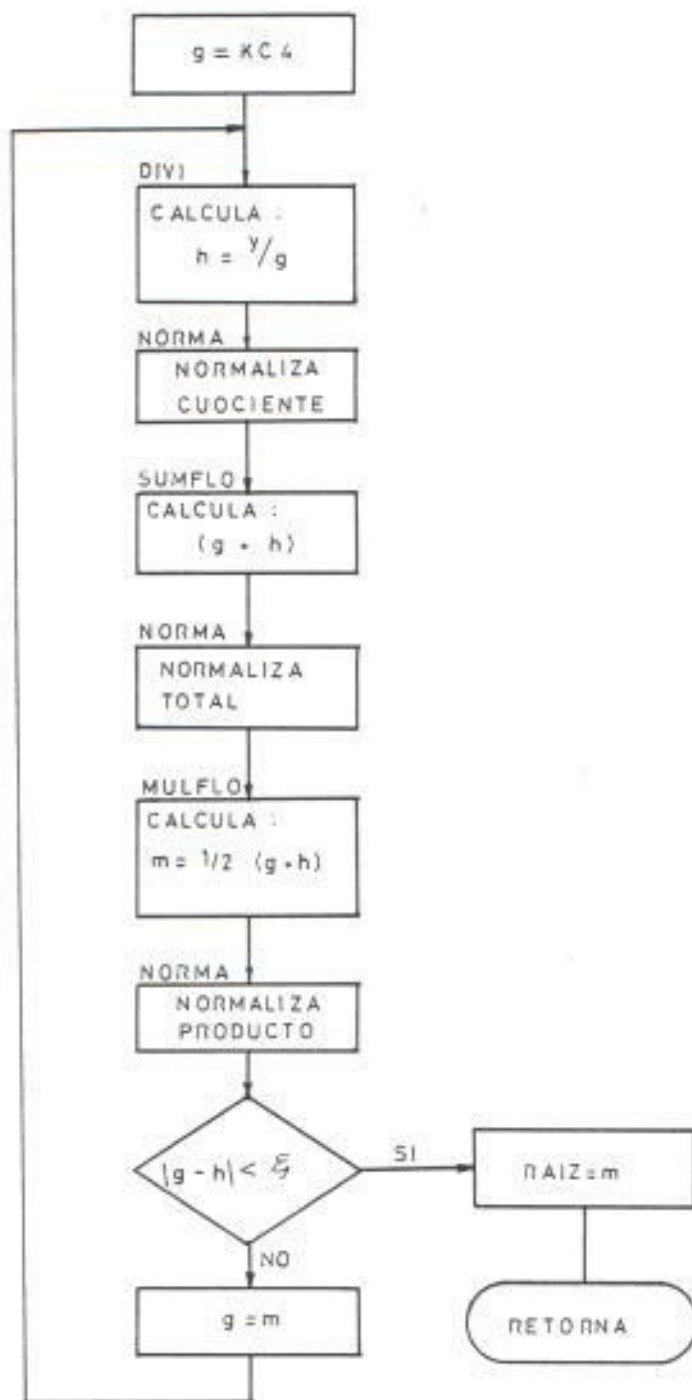 g = KC4
DIVI
CALCULA :
h = y/g
NORMA
NORMALIZA
CUOCIENTE
SUMFLO
CALCULA :
(g + h)
NORMA
NORMALIZA
TOTAL
MULFLO
CALCULA :
m = 1/2 (g+h)
NORMA
NORMALIZA
PRODUCTO
|g - h| < ξ
SI
RAIZ = m
NO
g = m
RETORNA